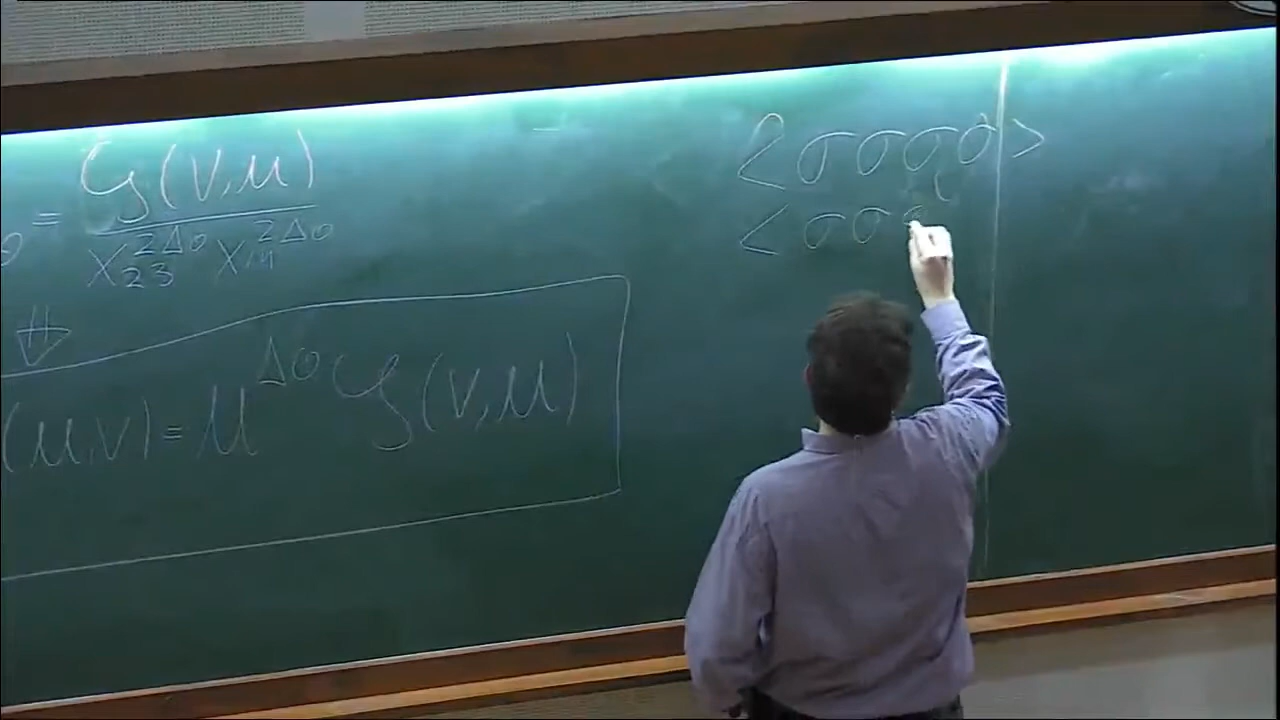 = G(v,u)
X₂₃^{2Δσ} X₁₄^{2Δσ}
⇓
(u,v) = u^{Δσ} G(v,u)
<σσσσ>
<σσ